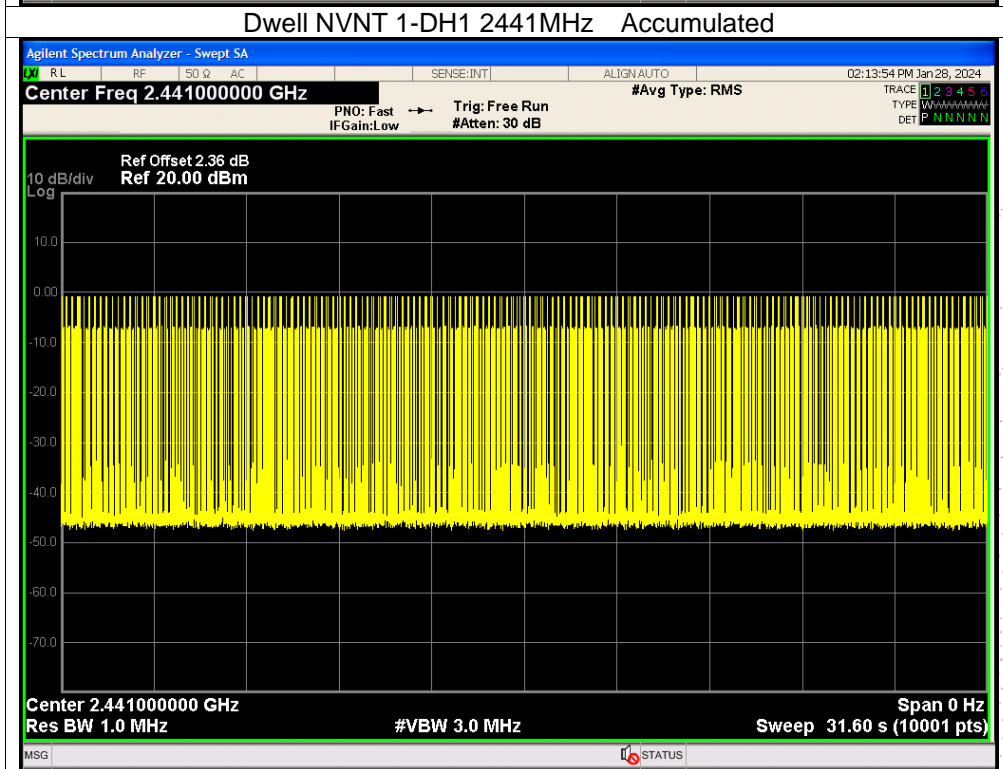 Dwell NVNT 1-DH1 2441MHz    Accumulated
Agilent Spectrum Analyzer - Swept SA
LXI RL RF 50 Ω AC SENSE:INT ALIGN AUTO 02:13:54 PM Jan 28, 2024
Center Freq 2.441000000 GHz #Avg Type: RMS TRACE 1 2 3 4 5 6
PNO: Fast Trig: Free Run TYPE WWWWWW
IFGain:Low #Atten: 30 dB DET P N N N N N
Ref Offset 2.36 dB
10 dB/div Ref 20.00 dBm
Log
10.0
0.00
-10.0
-20.0
-30.0
-40.0
-50.0
-60.0
-70.0
Center 2.441000000 GHz Span 0 Hz
Res BW 1.0 MHz #VBW 3.0 MHz Sweep 31.60 s (10001 pts)
MSG STATUS